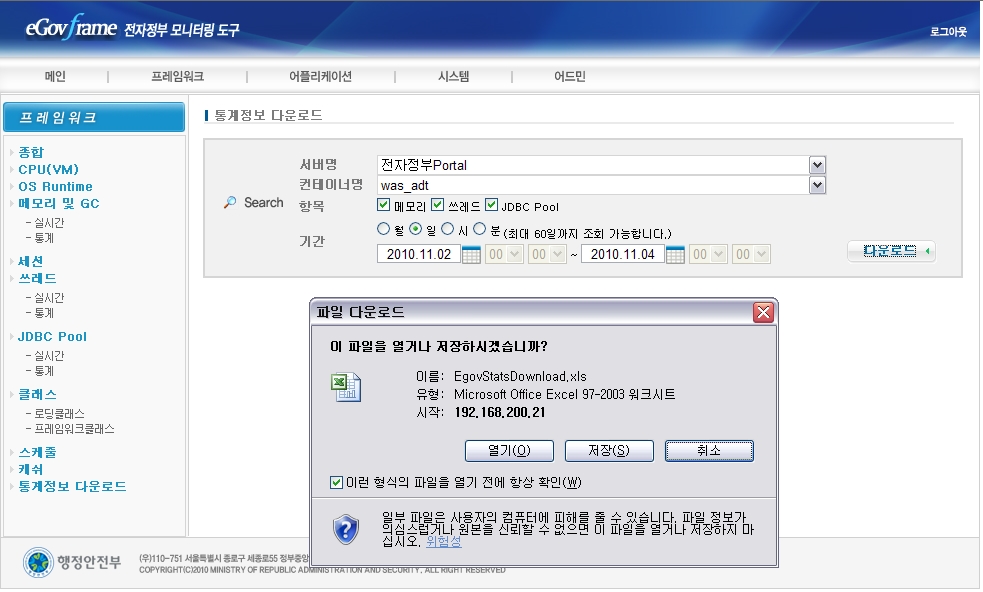 eGovframe 전자정부 모니터링 도구
로그아웃
메인 | 프레임워크 | 어플리케이션 | 시스템 | 어드민
프레임워크
종합
CPU(VM)
OS Runtime
메모리 및 GC
- 실시간
- 통계
세션
쓰레드
- 실시간
- 통계
JDBC Pool
- 실시간
- 통계
클래스
- 로딩클래스
- 프레임워크클래스
스케줄
캐쉬
통계정보 다운로드
통계정보 다운로드
Search
서버명 전자정부Portal
컨테이너명 was_adt
항목 메모리 쓰레드 JDBC Pool
기간 월 일 시 분 (최대 60일까지 조회 가능합니다.)
2010.11.02 00 00 ~ 2010.11.04 00 00
다운로드
파일 다운로드
이 파일을 열거나 저장하시겠습니까?
이름: EgovStatsDownload.xls
유형: Microsoft Office Excel 97-2003 워크시트
시작: 192.168.200.21
열기(O) 저장(S) 취소
이런 형식의 파일을 열기 전에 항상 확인(W)
일부 파일은 사용자의 컴퓨터에 피해를 줄 수 있습니다. 파일 정보가
의심스럽거나 원본을 신뢰할 수 없으면 이 파일을 열거나 저장하지 마
십시오. 위험성
행정안전부
(우)110-751 서울특별시 종로구 세종로55 정부중앙
COPYRIGHT(C)2010 MINISTRY OF REPUBLIC ADMINISTRATION AND SECURITY, ALL RIGHT RESERVED